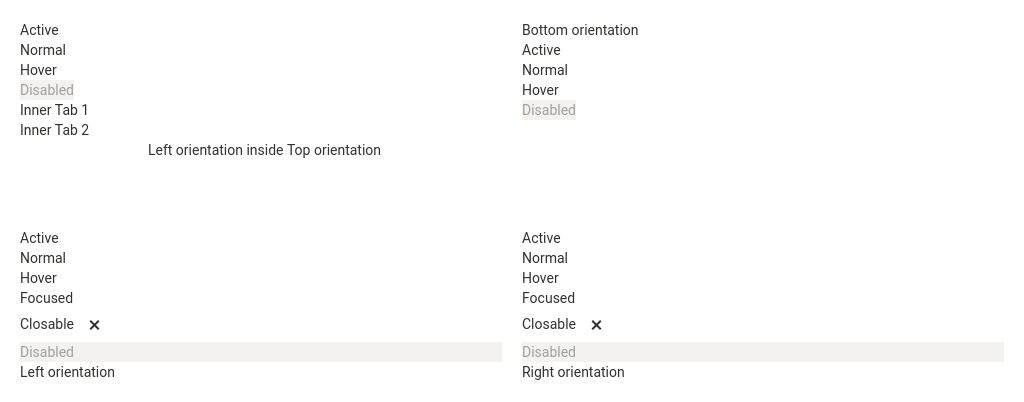 Active
Normal
Hover
Disabled
Inner Tab 1
Inner Tab 2
Left orientation inside Top orientation
Bottom orientation
Active
Normal
Hover
Disabled
Active
Normal
Hover
Focused
Closable ×
Disabled
Left orientation
Active
Normal
Hover
Focused
Closable ×
Disabled
Right orientation